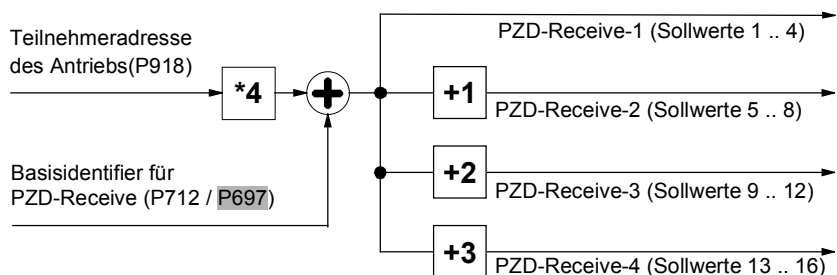 Teilnehmeradresse
des Antriebs(P918)
*4
+
PZD-Receive-1 (Sollwerte 1 .. 4)
+1
PZD-Receive-2 (Sollwerte 5 .. 8)
Basisidentifier für
PZD-Receive (P712 / P697)
+2
PZD-Receive-3 (Sollwerte 9 .. 12)
+3
PZD-Receive-4 (Sollwerte 13 .. 16)